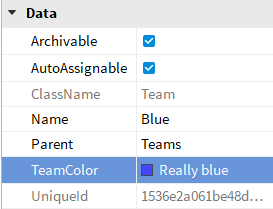 Data
Archivable
AutoAssignable
ClassName Team
Name Blue
Parent Teams
TeamColor Really blue
UniqueId 1536e2a061be48d...